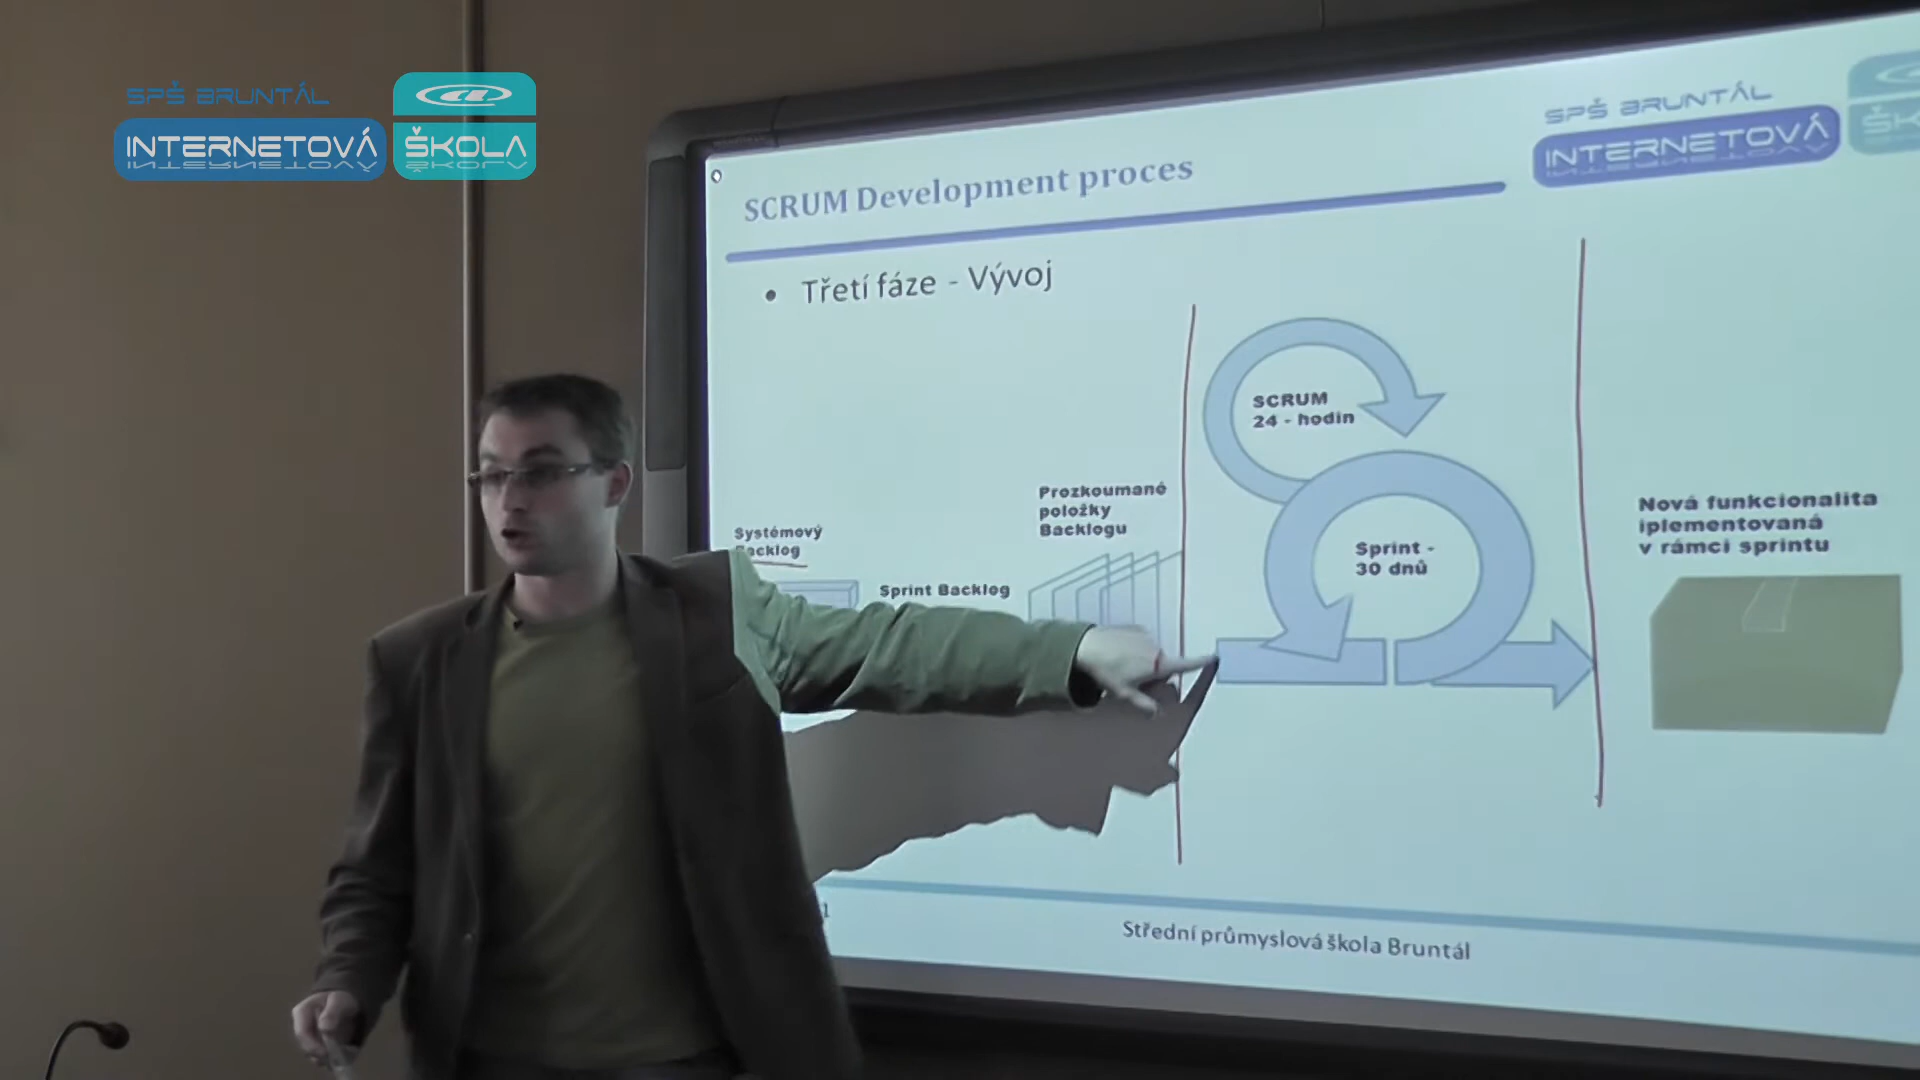 SPŠ BRUNTÁL
INTERNETOVÁ ŠKOLA
SPŠ BRUNTÁL
INTERNETOVÁ
SCRUM Development proces
• Třetí fáze - Vývoj
SCRUM
24 - hodin
Prozkoumané
položky
Backlogu
Systémový
Backlog
Sprint Backlog
Sprint -
30 dnů
Nová funkcionalita
iplementovaná
v rámci sprintu
Střední průmyslová škola Bruntál